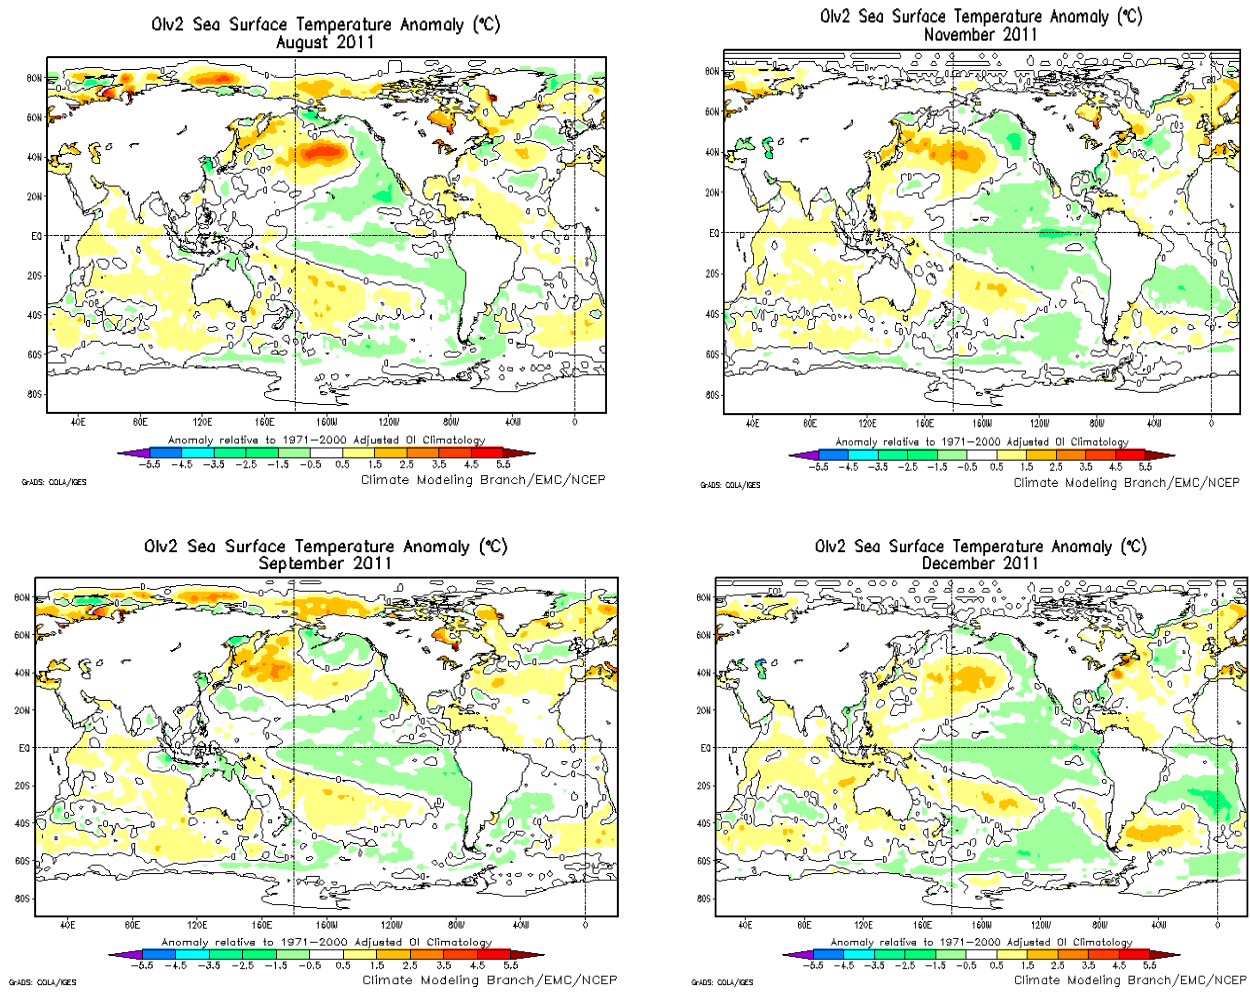 OIv2 Sea Surface Temperature Anomaly (°C)
August 2011
80N
60N
40N
20N
EQ
20S
40S
60S
80S
40E
80E
120E
160E
160W
120W
80W
40W
0
Anomaly relative to 1971-2000 Adjusted OI Climatology
-5.5 -4.5 -3.5 -2.5 -1.5 -0.5 0.5 1.5 2.5 3.5 4.5 5.5
GrADS: COLA/IGES
Climate Modeling Branch/EMC/NCEP
OIv2 Sea Surface Temperature Anomaly (°C)
November 2011
80N
60N
40N
20N
EQ
20S
40S
60S
80S
40E
80E
120E
160E
160W
120W
80W
40W
0
Anomaly relative to 1971-2000 Adjusted OI Climatology
-5.5 -4.5 -3.5 -2.5 -1.5 -0.5 0.5 1.5 2.5 3.5 4.5 5.5
GrADS: COLA/IGES
Climate Modeling Branch/EMC/NCEP
OIv2 Sea Surface Temperature Anomaly (°C)
September 2011
80N
60N
40N
20N
EQ
20S
40S
60S
80S
40E
80E
120E
160E
160W
120W
80W
40W
0
Anomaly relative to 1971-2000 Adjusted OI Climatology
-5.5 -4.5 -3.5 -2.5 -1.5 -0.5 0.5 1.5 2.5 3.5 4.5 5.5
GrADS: COLA/IGES
Climate Modeling Branch/EMC/NCEP
OIv2 Sea Surface Temperature Anomaly (°C)
December 2011
80N
60N
40N
20N
EQ
20S
40S
60S
80S
40E
80E
120E
160E
160W
120W
80W
40W
0
Anomaly relative to 1971-2000 Adjusted OI Climatology
-5.5 -4.5 -3.5 -2.5 -1.5 -0.5 0.5 1.5 2.5 3.5 4.5 5.5
GrADS: COLA/IGES
Climate Modeling Branch/EMC/NCEP